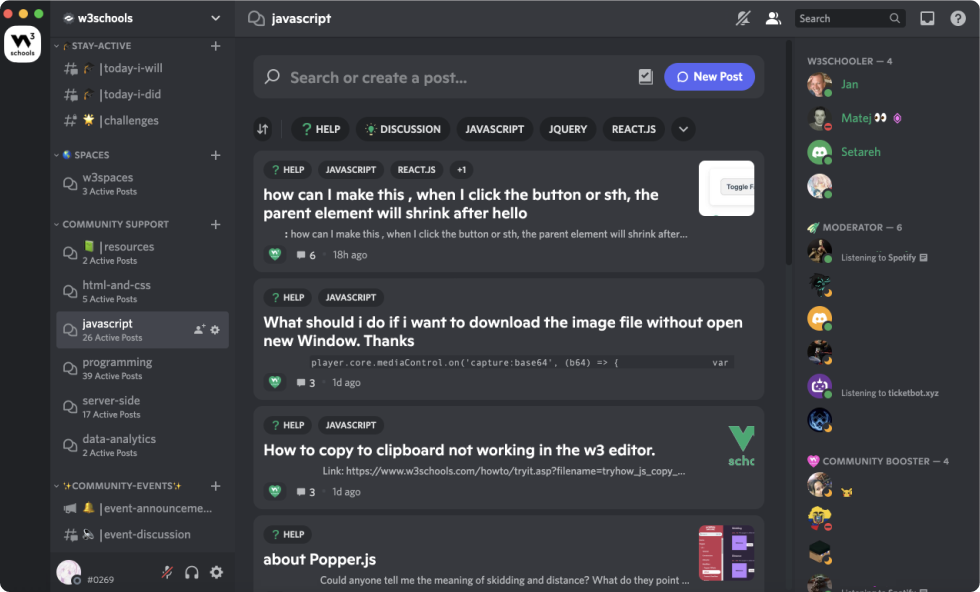 W3
schools
w3schools
STAY-ACTIVE
|today-i-will
|today-i-did
|challenges
SPACES
w3spaces
3 Active Posts
COMMUNITY SUPPORT
|resources
2 Active Posts
html-and-css
5 Active Posts
javascript
26 Active Posts
programming
39 Active Posts
server-side
17 Active Posts
data-analytics
2 Active Posts
COMMUNITY-EVENTS
|event-announceme...
|event-discussion
#0269
javascript
Search
Search or create a post...
New Post
? HELP
DISCUSSION
JAVASCRIPT
JQUERY
REACT.JS
? HELP
JAVASCRIPT
REACT.JS
+1
how can I make this , when I click the button or sth, the
parent element will shrink after hello
: how can I make this , when I click the button or sth, the parent element will shrink after...
6
18h ago
Toggle F
? HELP
JAVASCRIPT
What should i do if i want to download the image file without open
new Window. Thanks
player.core.mediaControl.on('capture:base64', (b64) => { var
3
1d ago
? HELP
JAVASCRIPT
How to copy to clipboard not working in the w3 editor.
Link: https://www.w3schools.com/howto/tryit.asp?filename=tryhow_js_copy_...
3
1d ago
scho
? HELP
about Popper.js
Could anyone tell me the meaning of skidding and distance? What do they point ...
W3SCHOOLER — 4
Jan
Matej
Setareh
MODERATOR — 6
Listening to Spotify
Listening to ticketbot.xyz
COMMUNITY BOOSTER — 4
Listening to Spotify